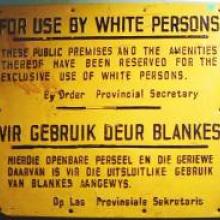 FOR USE BY WHITE PERSONS
THESE PUBLIC PREMISES AND THE AMENITIES
THEREOF HAVE BEEN RESERVED FOR THE
EXCLUSIVE USE OF WHITE PERSONS.
By Order Provincial Secretary
VIR GEBRUIK DEUR BLANKES
HIERDIE OPENBARE PERSEEL EN DIE GERIEWE
DAARVAN IS VIR DIE UITSLUITLIKE GEBRUIK
VAN BLANKES AANGEWYS.
Op Las Provinsiale Sekretaris